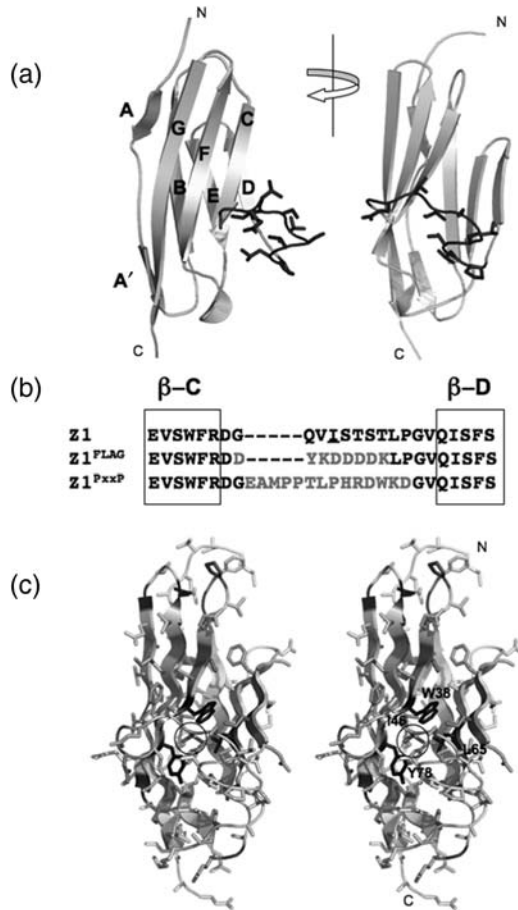 (a)
N
N
A
G
C
F
B
E
D
A′
C
C
(b)
β–C
β–D
Z1 EVSWFRDG-----QVISTSTLPGVQISFS
Z1FLAG EVSWFRDD-----YKDDDDKLPGVQISFS
Z1PxxP EVSWFRDGEAMPPTLPHRDWKDGVQISFS
(c)
N
W38
I46
L65
Y78
C